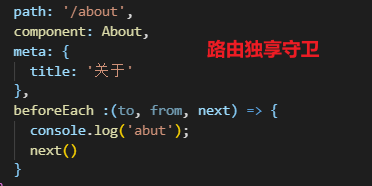 path: '/about',
component: About,
meta: {
title: '关于'
},
beforeEach :(to, from, next) => {
console.log('abut');
next()
}
路由独享守卫